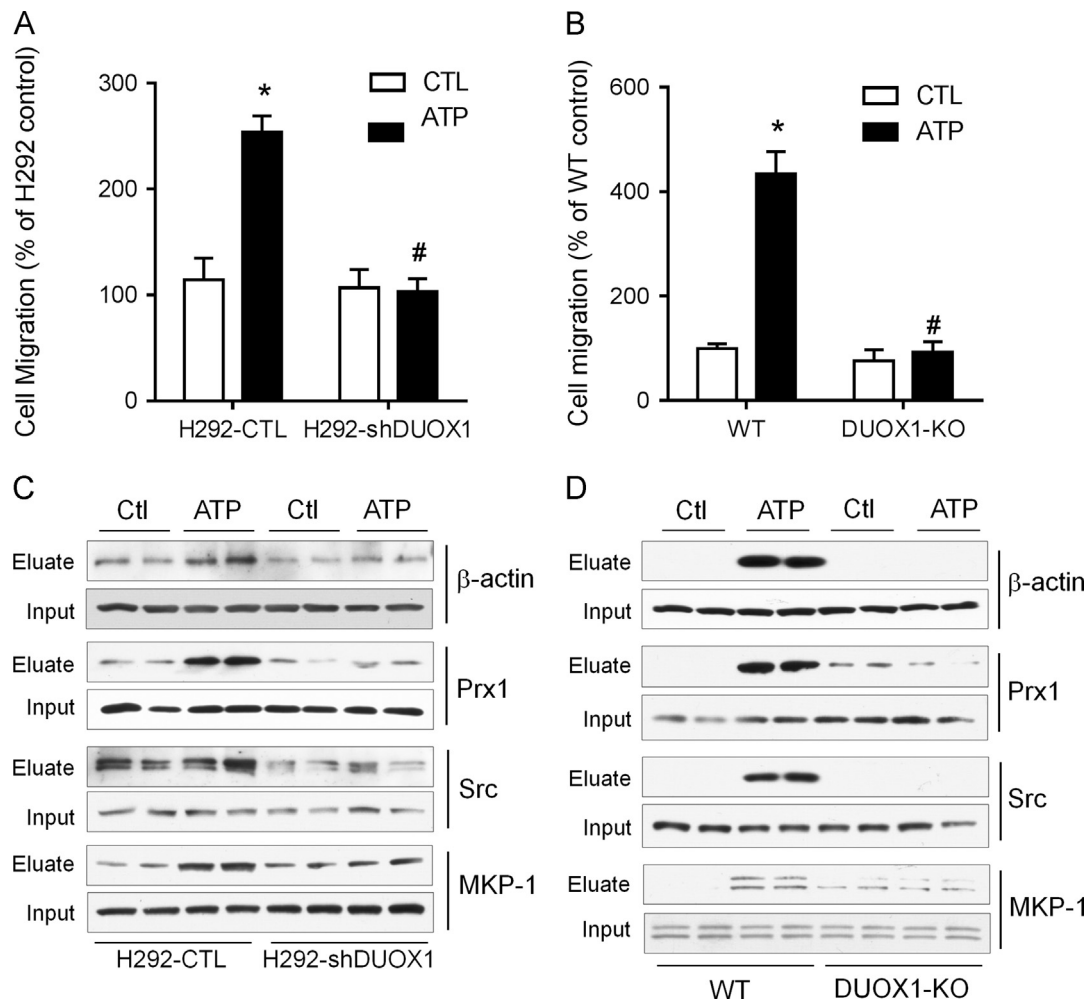 A
Cell Migration (% of H292 control)
300
200
100
0
*
#
CTL
ATP
H292-CTL H292-shDUOX1
B
Cell migration (% of WT control)
600
400
200
0
*
#
CTL
ATP
WT DUOX1-KO
C
Ctl ATP Ctl ATP
Eluate
Input
β-actin
Eluate
Input
Prx1
Eluate
Input
Src
Eluate
Input
MKP-1
H292-CTL H292-shDUOX1
D
Ctl ATP Ctl ATP
Eluate
Input
β-actin
Eluate
Input
Prx1
Eluate
Input
Src
Eluate
Input
MKP-1
WT DUOX1-KO